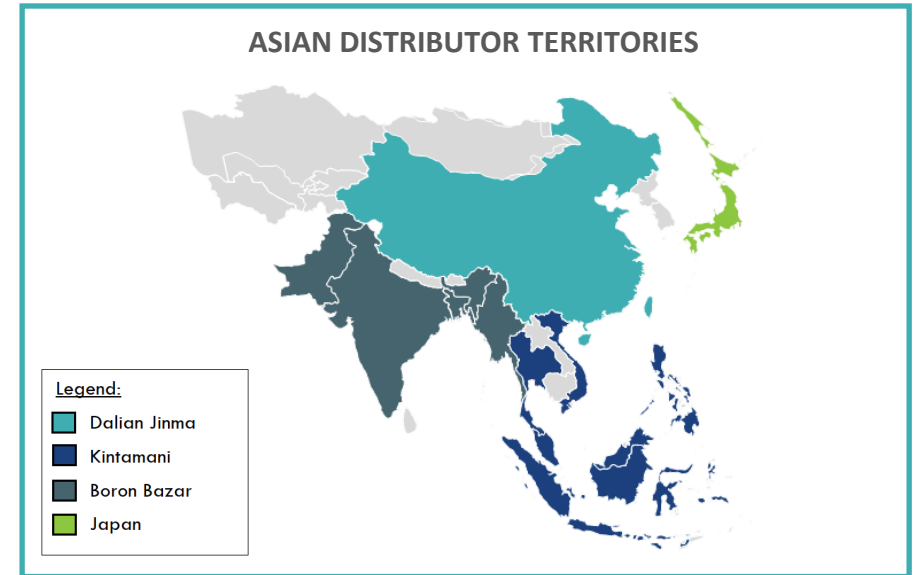 ASIAN DISTRIBUTOR TERRITORIES
Legend:
Dalian Jinma
Kintamani
Boron Bazar
Japan